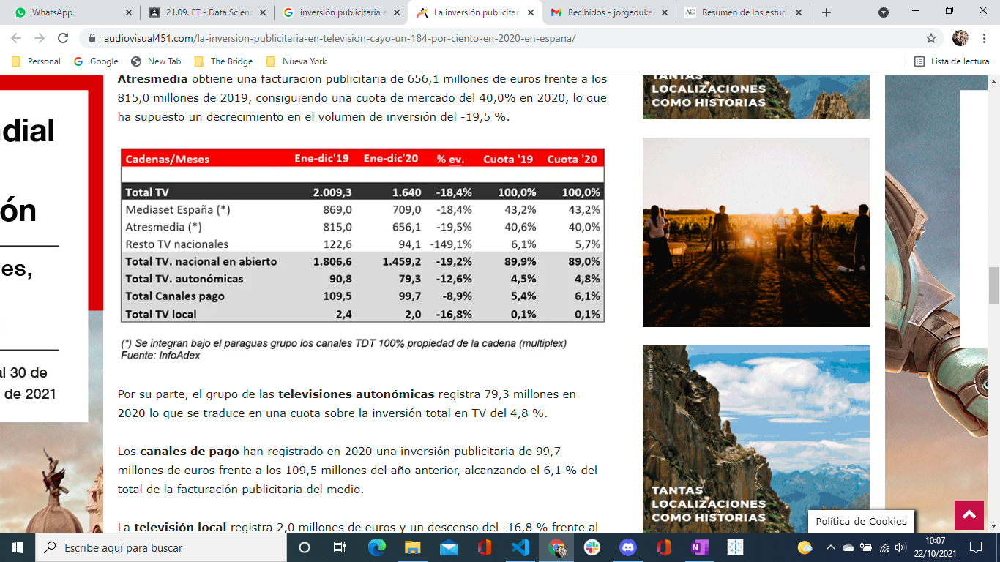 WhatsApp
21.09. FT - Data Scienc
inversión publicitaria e
La inversión publicitari
Recibidos - jorgeduke
Resumen de los estudi
audiovisual451.com/la-inversion-publicitaria-en-television-cayo-un-184-por-ciento-en-2020-en-espana/
Personal
Google
New Tab
The Bridge
Nueva York
Lista de lectura
Atresmedia obtiene una facturación publicitaria de 656,1 millones de euros frente a los
815,0 millones de 2019, consiguiendo una cuota de mercado del 40,0% en 2020, lo que
ha supuesto un decrecimiento en el volumen de inversión del -19,5 %.
Cadenas/Meses Ene-dic'19 Ene-dic'20 % ev. Cuota '19 Cuota '20
Total TV 2.009,3 1.640 -18,4% 100,0% 100,0%
Mediaset España (*) 869,0 709,0 -18,4% 43,2% 43,2%
Atresmedia (*) 815,0 656,1 -19,5% 40,6% 40,0%
Resto TV nacionales 122,6 94,1 -149,1% 6,1% 5,7%
Total TV. nacional en abierto 1.806,6 1.459,2 -19,2% 89,9% 89,0%
Total TV. autonómicas 90,8 79,3 -12,6% 4,5% 4,8%
Total Canales pago 109,5 99,7 -8,9% 5,4% 6,1%
Total TV local 2,4 2,0 -16,8% 0,1% 0,1%
(*) Se integran bajo el paraguas grupo los canales TDT 100% propiedad de la cadena (multiplex)
Fuente: InfoAdex
Por su parte, el grupo de las televisiones autonómicas registra 79,3 millones en
2020 lo que se traduce en una cuota sobre la inversión total en TV del 4,8 %.
Los canales de pago han registrado en 2020 una inversión publicitaria de 99,7
millones de euros frente a los 109,5 millones del año anterior, alcanzando el 6,1 % del
total de la facturación publicitaria del medio.
La televisión local registra 2,0 millones de euros y un descenso del -16,8 % frente al
ndial
ón
es,
al 30 de
de 2021
TANTAS
LOCALIZACIONES
COMO HISTORIAS
©Jaume Miró
TANTAS
LOCALIZACIONES
COMO HISTORIAS
Política de Cookies
Escribe aquí para buscar
10:07
22/10/2021